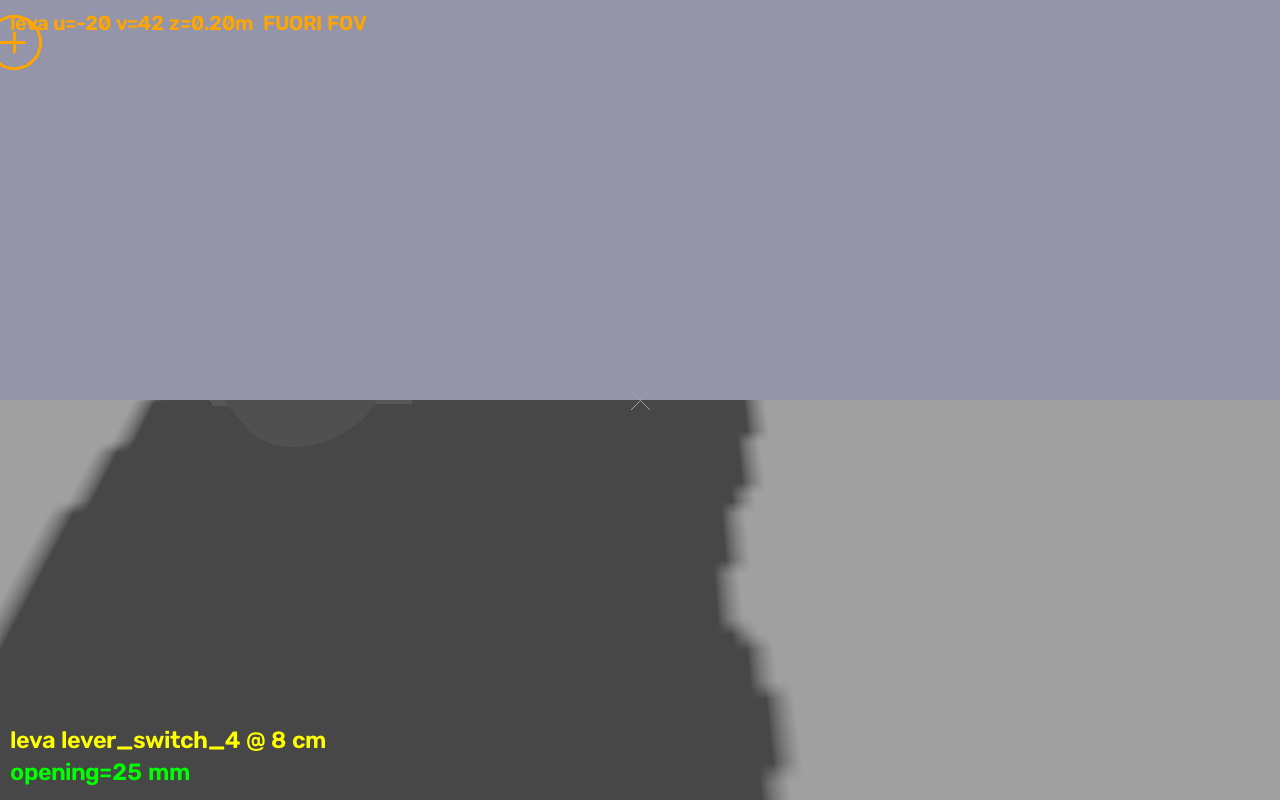 leva u=-20 v=42 z=0.20m FUORI FOV
leva lever_switch_4 @ 8 cm
opening=25 mm